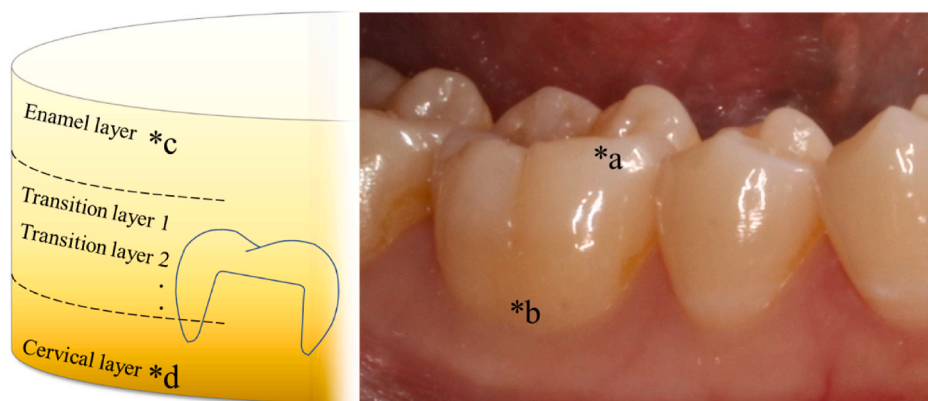 Enamel layer *c
Transition layer 1
Transition layer 2
.
.
Cervical layer *d
*a
*b